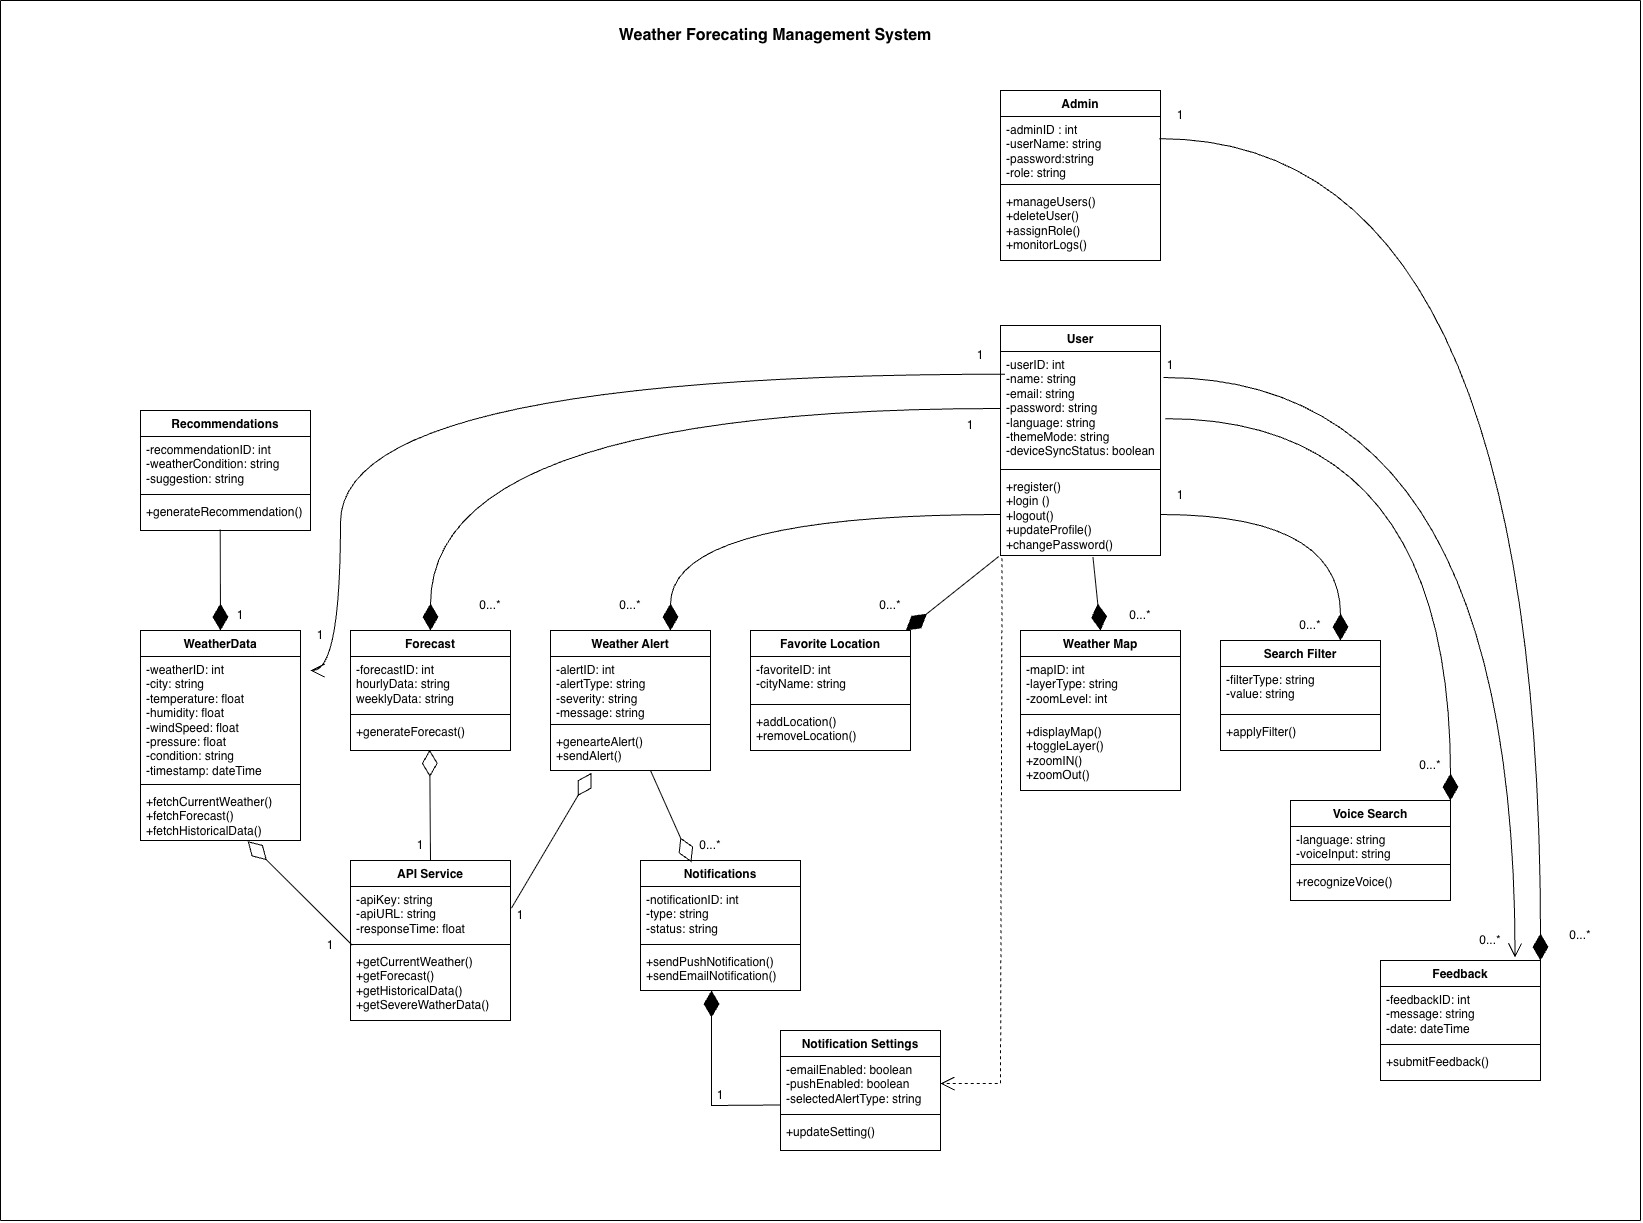 Weather Forecating Management System
Admin
-adminID : int
-userName: string
-password:string
-role: string
+manageUsers()
+deleteUser()
+assignRole()
+monitorLogs()
1
User
-userID: int
-name: string
-email: string
-password: string
-language: string
-themeMode: string
-deviceSyncStatus: boolean
+register()
+login ()
+logout()
+updateProfile()
+changePassword()
1
1
1
1
Recommendations
-recommendationID: int
-weatherCondition: string
-suggestion: string
+generateRecommendation()
1
1
0...*
0...*
0...*
0...*
0...*
WeatherData
-weatherID: int
-city: string
-temperature: float
-humidity: float
-windSpeed: float
-pressure: float
-condition: string
-timestamp: dateTime
+fetchCurrentWeather()
+fetchForecast()
+fetchHistoricalData()
Forecast
-forecastID: int
hourlyData: string
weeklyData: string
+generateForecast()
Weather Alert
-alertID: int
-alertType: string
-severity: string
-message: string
+genearteAlert()
+sendAlert()
Favorite Location
-favoriteID: int
-cityName: string
+addLocation()
+removeLocation()
Weather Map
-mapID: int
-layerType: string
-zoomLevel: int
+displayMap()
+toggleLayer()
+zoomIN()
+zoomOut()
Search Filter
-filterType: string
-value: string
+applyFilter()
0...*
Voice Search
-language: string
-voiceInput: string
+recognizeVoice()
1
1
1
0...*
API Service
-apiKey: string
-apiURL: string
-responseTime: float
+getCurrentWeather()
+getForecast()
+getHistoricalData()
+getSevereWatherData()
Notifications
-notificationID: int
-type: string
-status: string
+sendPushNotification()
+sendEmailNotification()
1
Notification Settings
-emailEnabled: boolean
-pushEnabled: boolean
-selectedAlertType: string
+updateSetting()
0...*
0...*
Feedback
-feedbackID: int
-message: string
-date: dateTime
+submitFeedback()